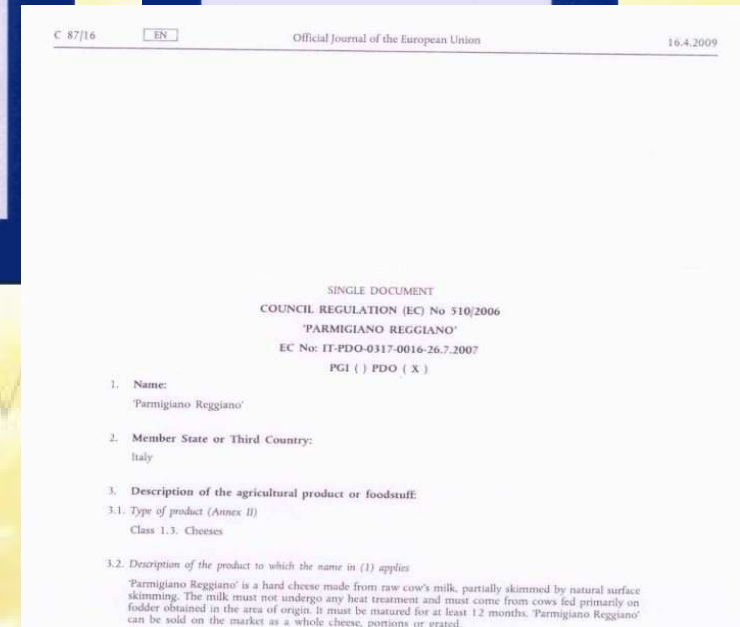 C 87/16 EN Official Journal of the European Union 16.4.2009
SINGLE DOCUMENT
COUNCIL REGULATION (EC) No 510/2006
'PARMIGIANO REGGIANO'
EC No: IT-PDO-0317-0016-26.7.2007
PGI ( ) PDO ( X )
1. Name:
'Parmigiano Reggiano'
2. Member State or Third Country:
Italy
3. Description of the agricultural product or foodstuff:
3.1. Type of product (Annex II)
Class 1.3. Cheeses
3.2. Description of the product to which the name in (1) applies
'Parmigiano Reggiano' is a hard cheese made from raw cow's milk, partially skimmed by natural surface
skimming. The milk must not undergo any heat treatment and must come from cows fed primarily on
fodder obtained in the area of origin. It must be matured for at least 12 months. 'Parmigiano Reggiano'
can be sold on the market as a whole cheese, portions or grated.